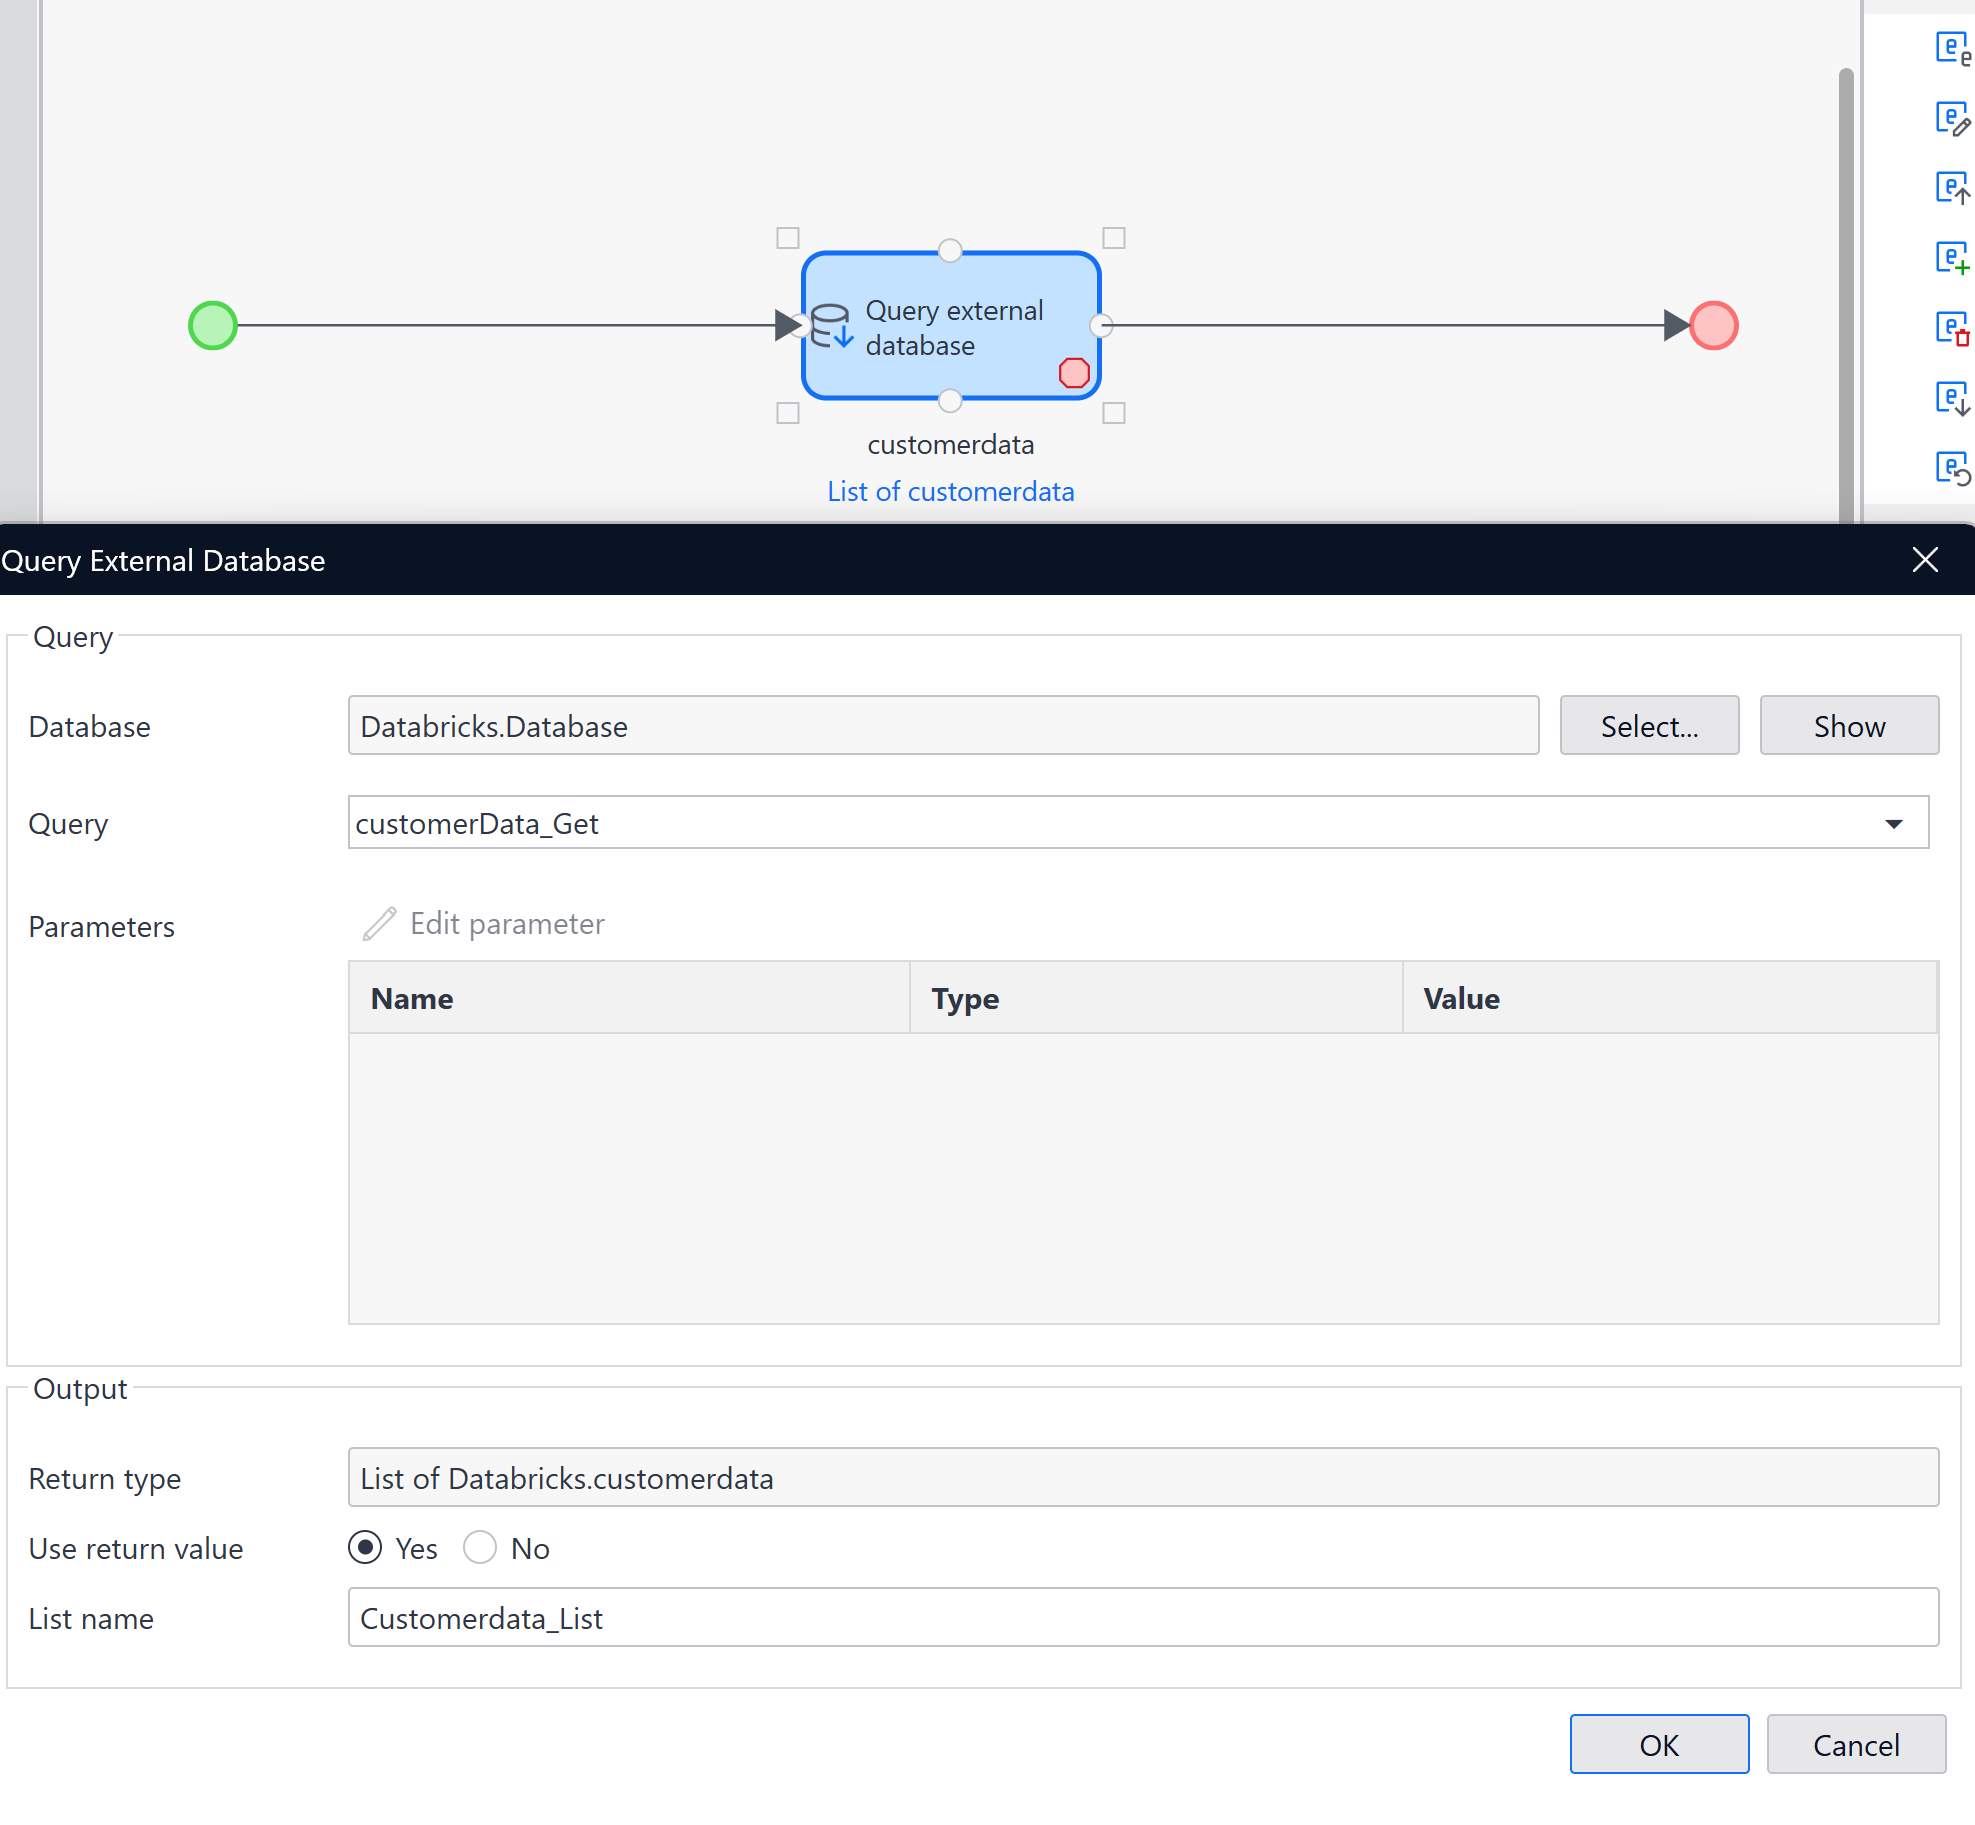 Query external
database
customerdata
List of customerdata
Query External Database
Query
Database
Databricks.Database
Select...
Show
Query
customerData_Get
Parameters
Edit parameter
Name
Type
Value
Output
Return type
List of Databricks.customerdata
Use return value
Yes
No
List name
Customerdata_List
OK
Cancel